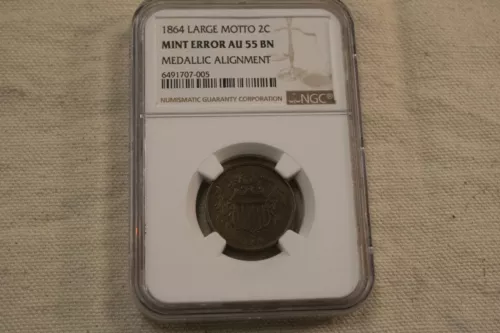 1864 LARGE MOTTO 2C
MINT ERROR AU 55 BN
MEDALLIC ALIGNMENT
6491707-005
NUMISMATIC GUARANTY CORPORATION
NGC